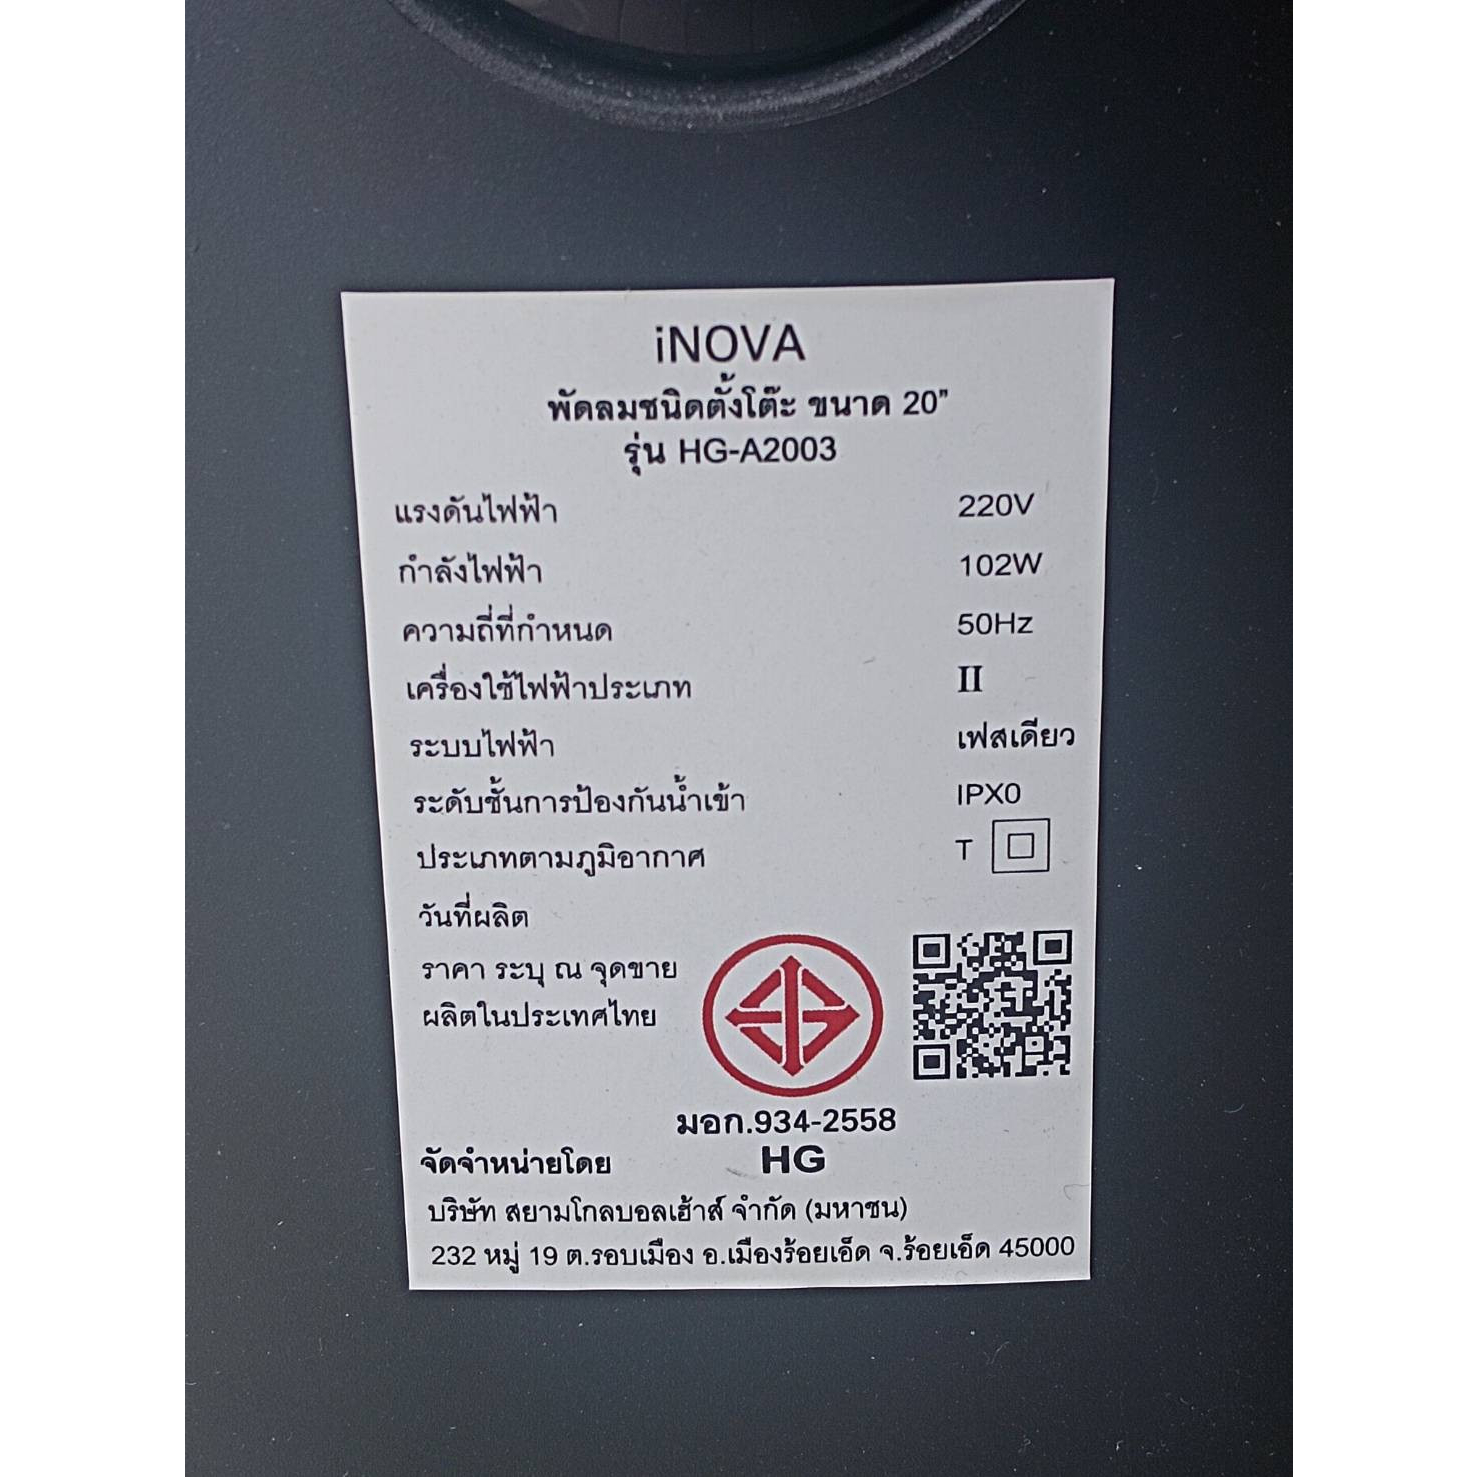 iNOVA
พัดลมชนิดตั้งโต๊ะ ขนาด 20”
รุ่น HG-A2003
แรงดันไฟฟ้า 220V
กำลังไฟฟ้า 102W
ความถี่ที่กำหนด 50Hz
เครื่องใช้ไฟฟ้าประเภท II
ระบบไฟฟ้า เฟสเดียว
ระดับชั้นการป้องกันน้ำเข้า IPX0
ประเภทตามภูมิอากาศ T
วันที่ผลิต
ราคา ระบุ ณ จุดขาย
ผลิตในประเทศไทย
มอก.934-2558
จัดจำหน่ายโดย HG
บริษัท สยามโกลบอลเฮ้าส์ จำกัด (มหาชน)
232 หมู่ 19 ต.รอบเมือง อ.เมืองร้อยเอ็ด จ.ร้อยเอ็ด 45000